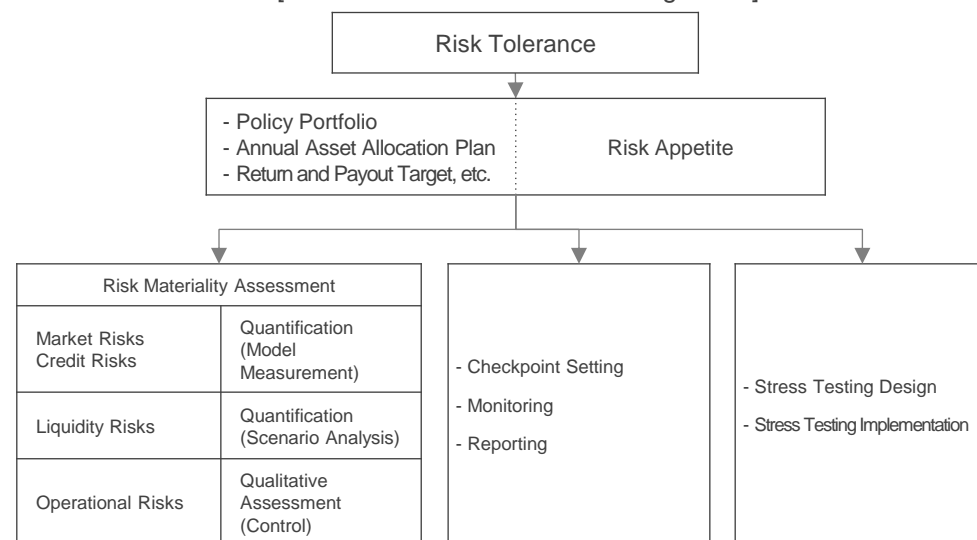 Risk Tolerance
- Policy Portfolio
- Annual Asset Allocation Plan
- Return and Payout Target, etc.
Risk Appetite
Risk Materiality Assessment
Market Risks
Credit Risks
Quantification
(Model
Measurement)
Liquidity Risks
Quantification
(Scenario Analysis)
Operational Risks
Qualitative
Assessment
(Control)
- Checkpoint Setting
- Monitoring
- Reporting
- Stress Testing Design
- Stress Testing Implementation